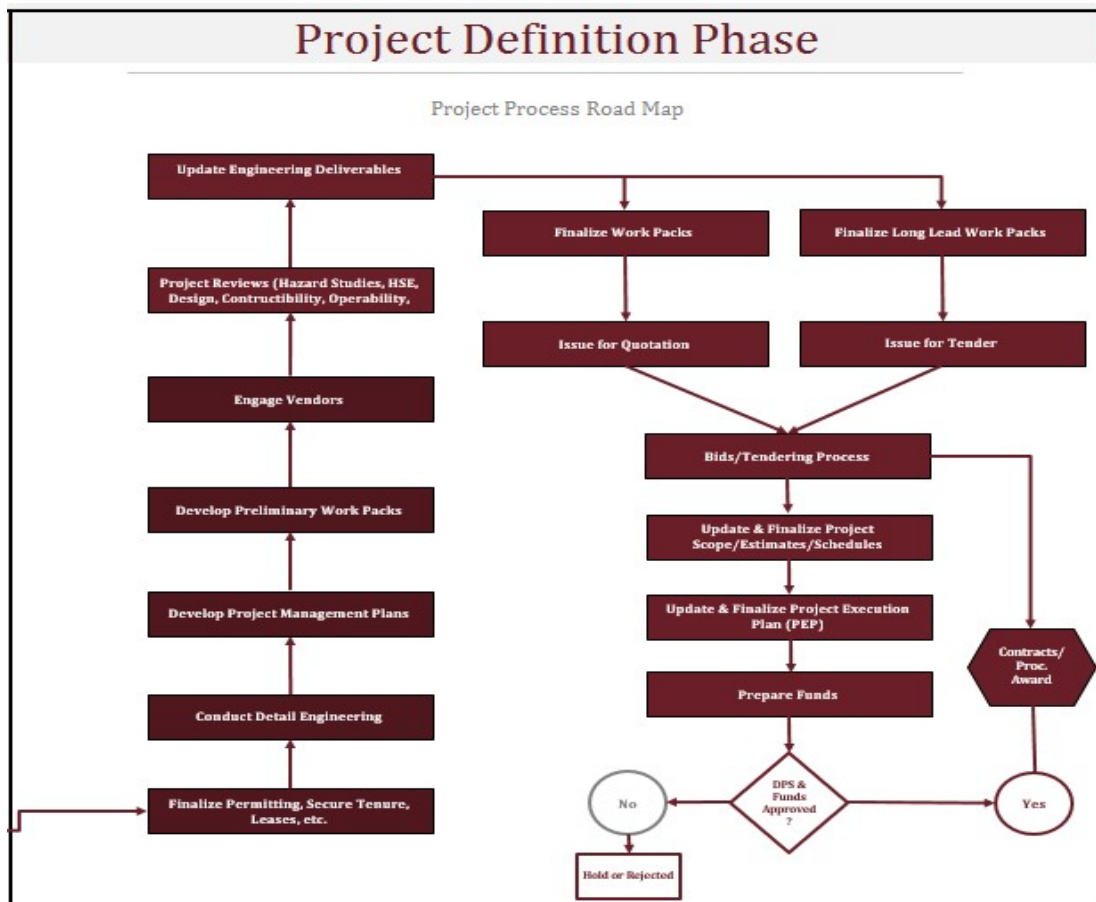 Project Definition Phase
Project Process Road Map
Update Engineering Deliverables
Finalize Work Packs
Finalize Long Lead Work Packs
Project Reviews (Hazard Studies, HSE,
Design, Contructibility, Operability,
Issue for Quotation
Issue for Tender
Engage Vendors
Bids/Tendering Process
Develop Preliminary Work Packs
Update & Finalize Project
Scope/Estimates/Schedules
Develop Project Management Plans
Update & Finalize Project Execution
Plan (PEP)
Contracts/
Proc.
Award
Prepare Funds
Conduct Detail Engineering
Finalize Permitting, Secure Tenure,
Leases, etc.
DPS &
Funds
Approved
?
No
Yes
Hold or Rejected